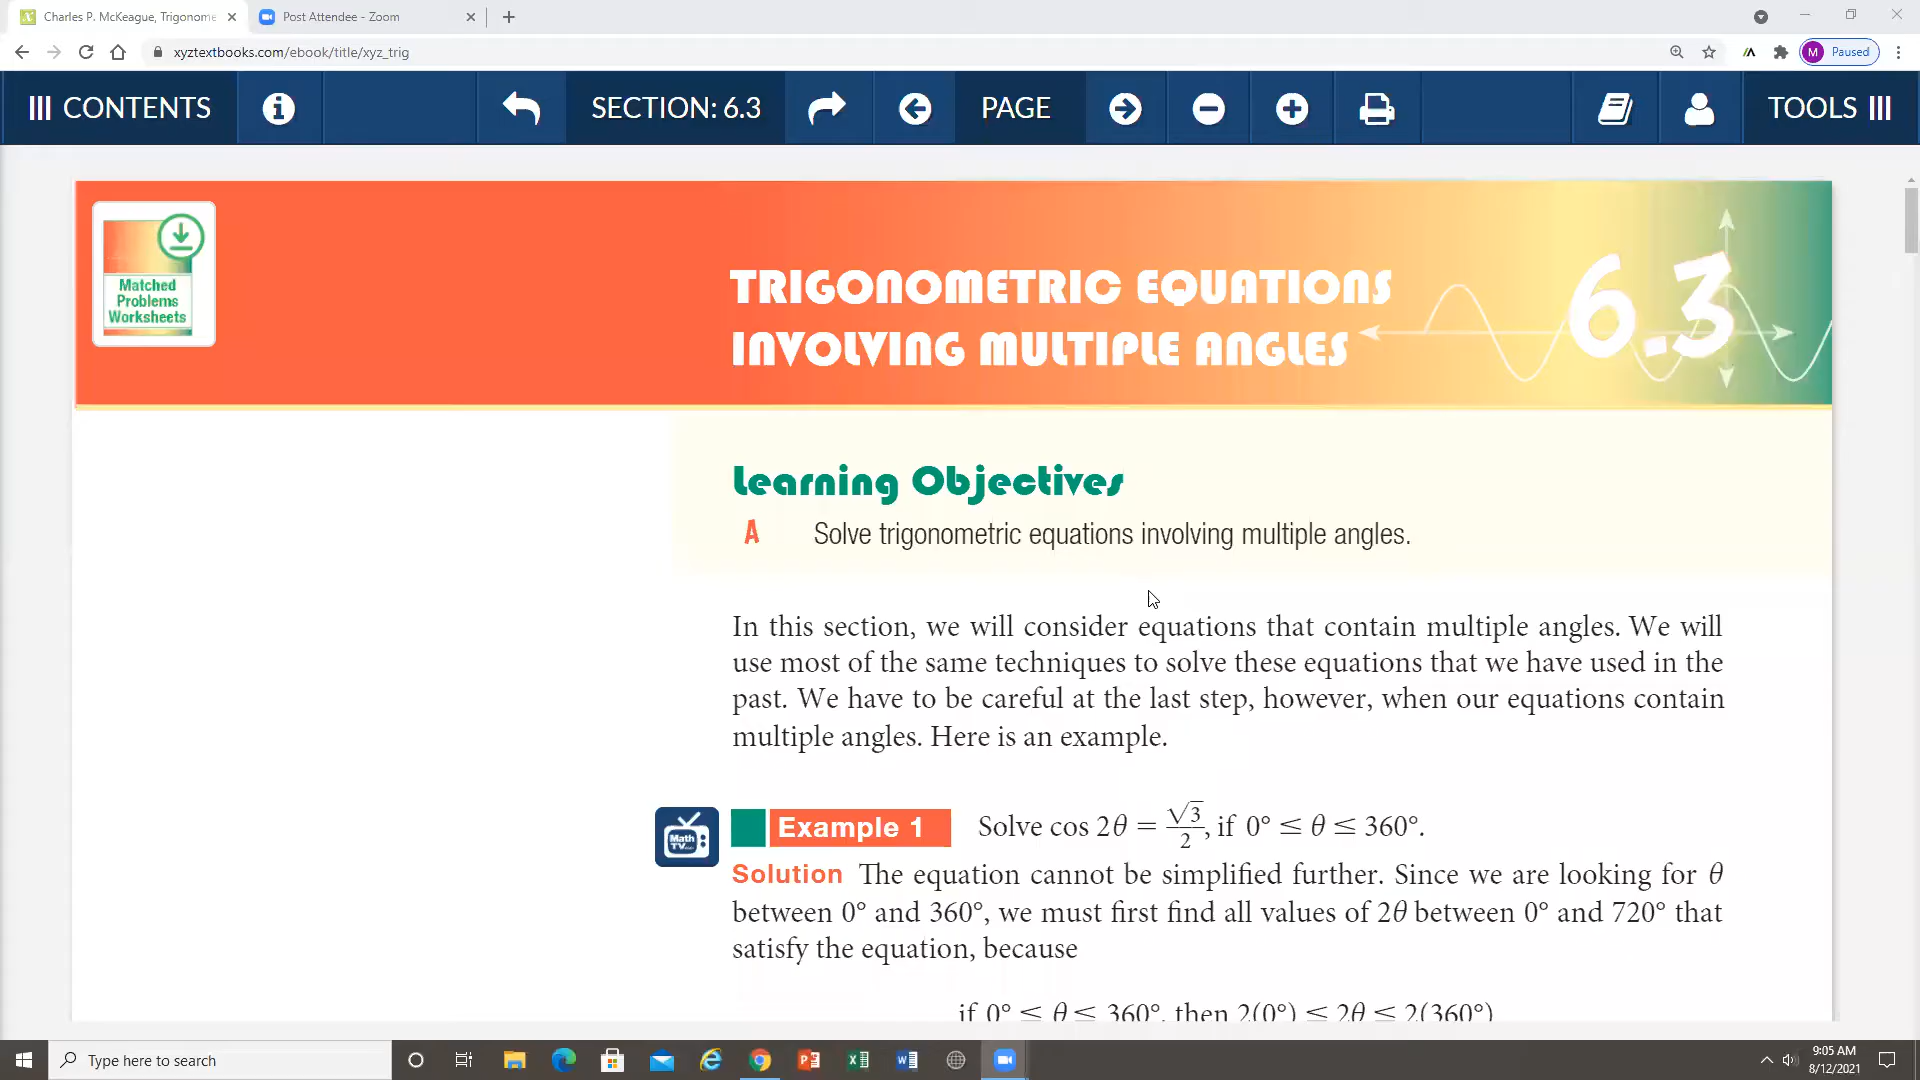 Charles P. McKeague, Trigonome
Post Attendee - Zoom
xyztextbooks.com/ebook/title/xyz_trig
M Paused
CONTENTS
SECTION: 6.3
PAGE
TOOLS
Matched
Problems
Worksheets
TRIGONOMETRIC EQUATIONS
INVOLVING MULTIPLE ANGLES
6.3
Learning Objectives
A Solve trigonometric equations involving multiple angles.
In this section, we will consider equations that contain multiple angles. We will
use most of the same techniques to solve these equations that we have used in the
past. We have to be careful at the last step, however, when our equations contain
multiple angles. Here is an example.
Math
TV
Example 1 Solve cos 2θ = √3/2, if 0° ≤ θ ≤ 360°.
Solution The equation cannot be simplified further. Since we are looking for θ
between 0° and 360°, we must first find all values of 2θ between 0° and 720° that
satisfy the equation, because
if 0° ≤ θ ≤ 360°, then 2(0°) ≤ 2θ ≤ 2(360°)
Type here to search
9:05 AM
8/12/2021